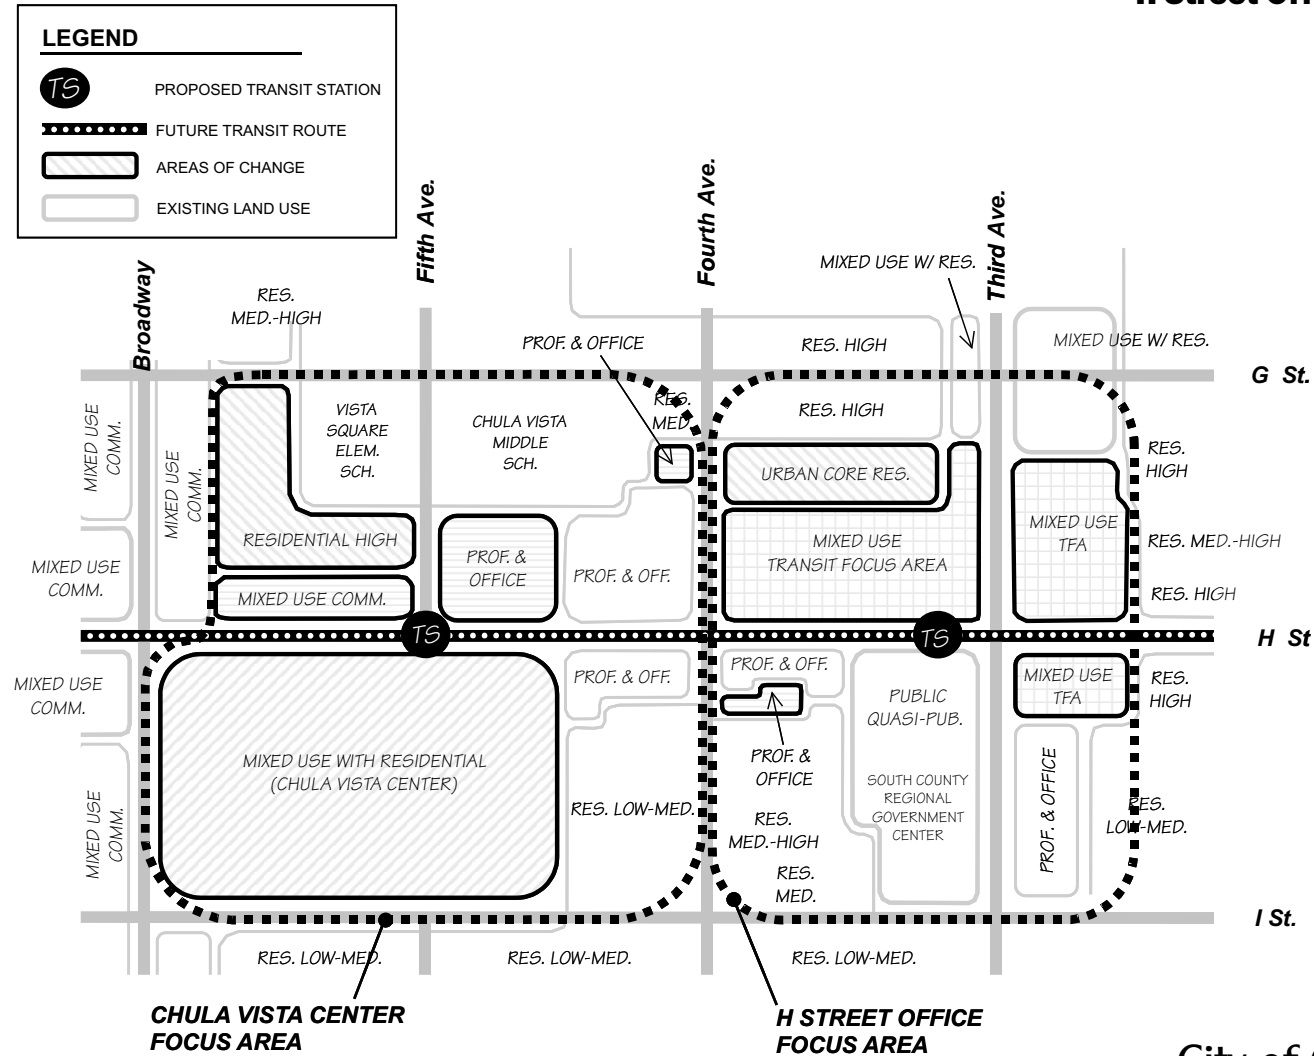 LEGEND
TS
PROPOSED TRANSIT STATION
FUTURE TRANSIT ROUTE
AREAS OF CHANGE
EXISTING LAND USE
Broadway
Fifth Ave.
Fourth Ave.
Third Ave.
RES.
MED.-HIGH
PROF. & OFFICE
MIXED USE W/ RES.
RES. HIGH
MIXED USE W/ RES.
G St.
MIXED USE
COMM.
MIXED USE
COMM.
VISTA
SQUARE
ELEM.
SCH.
CHULA VISTA
MIDDLE
SCH.
RES.
MED.
RES. HIGH
URBAN CORE RES.
RES.
HIGH
RESIDENTIAL HIGH
PROF. &
OFFICE
PROF. & OFF.
MIXED USE
TRANSIT FOCUS AREA
MIXED USE
TFA
RES. MED.-HIGH
RES. HIGH
MIXED USE
COMM.
MIXED USE COMM.
TS
TS
H St
MIXED USE
COMM.
PROF. & OFF.
PROF. & OFF.
PUBLIC
QUASI-PUB.
MIXED USE
TFA
RES.
HIGH
MIXED USE WITH RESIDENTIAL
(CHULA VISTA CENTER)
PROF. &
OFFICE
SOUTH COUNTY
REGIONAL
GOVERNMENT
CENTER
MIXED USE
COMM.
RES. LOW-MED.
RES.
MED.-HIGH
RES.
MED.
PROF. & OFFICE
RES.
LOW-MED.
I St.
RES. LOW-MED.
RES. LOW-MED.
RES. LOW-MED.
CHULA VISTA CENTER
FOCUS AREA
H STREET OFFICE
FOCUS AREA